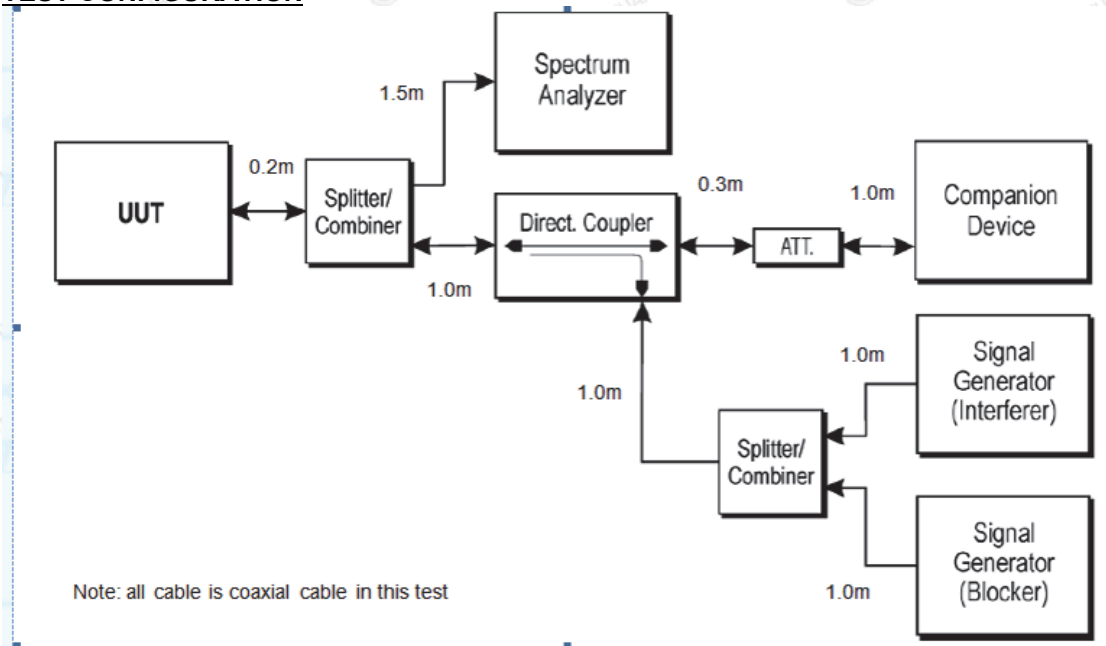 TEST CONFIGURATION
Spectrum
Analyzer
1.5m
UUT
0.2m
Splitter/
Combiner
1.0m
Direct. Coupler
0.3m
ATT.
1.0m
Companion
Device
1.0m
Splitter/
Combiner
1.0m
Signal
Generator
(Interferer)
1.0m
Signal
Generator
(Blocker)
Note: all cable is coaxial cable in this test